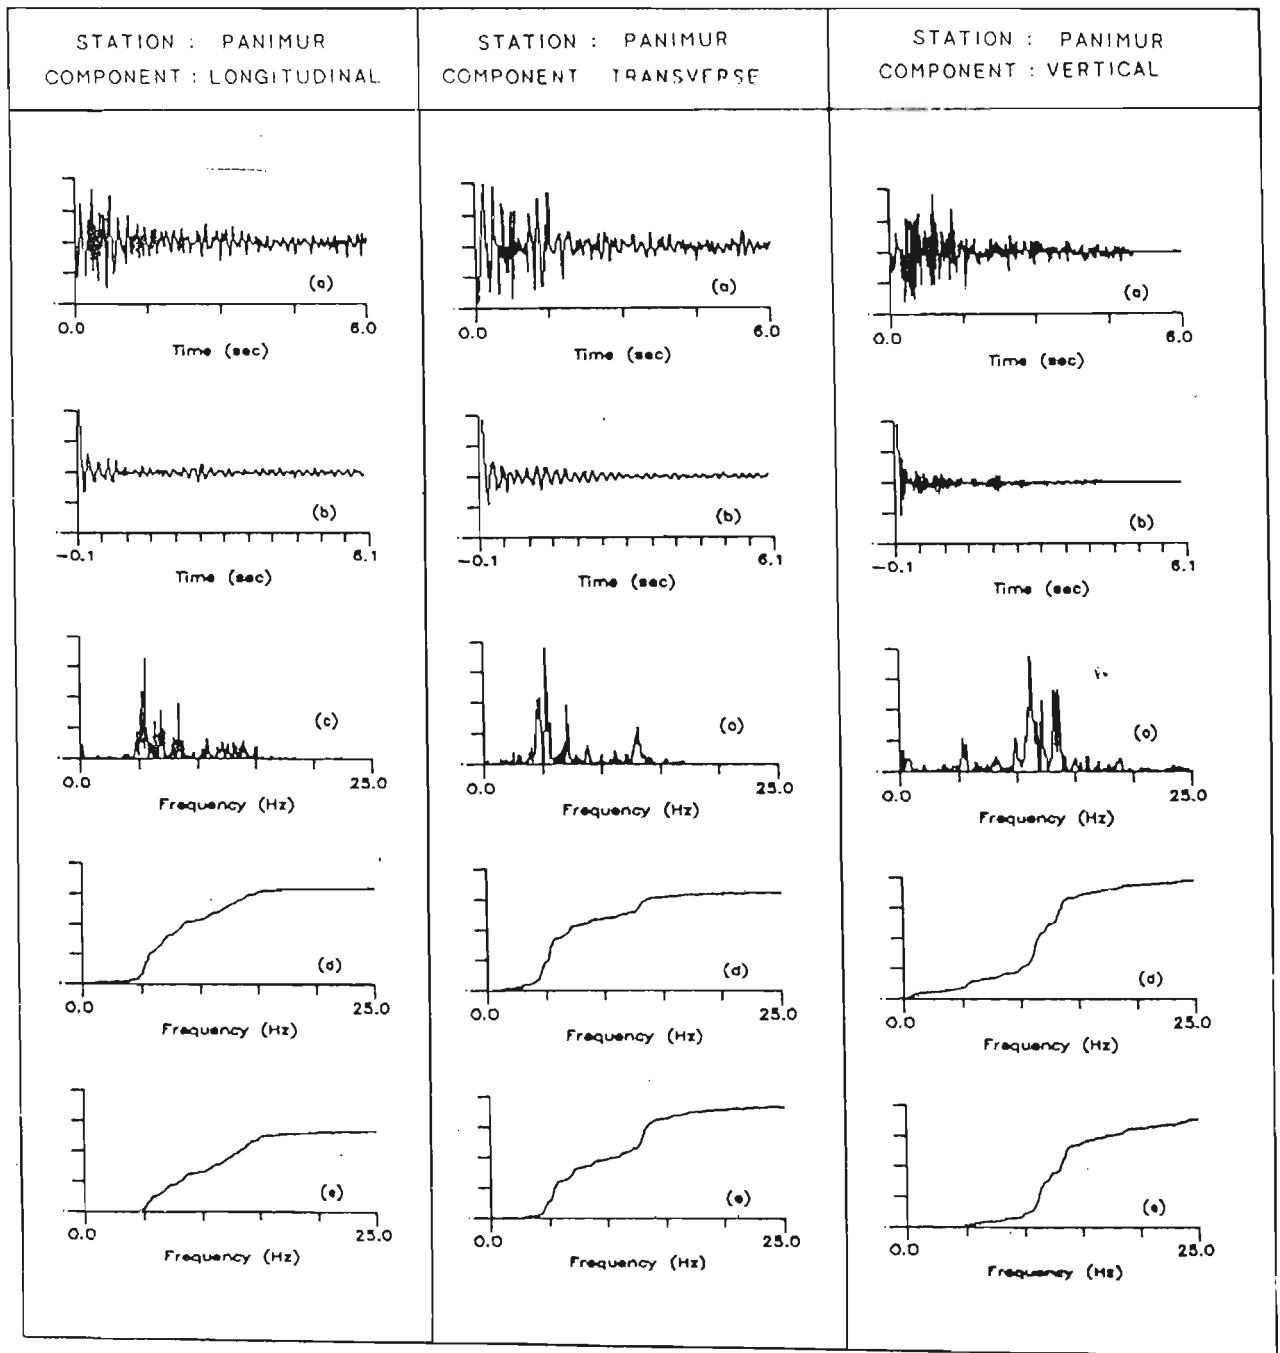 STATION : PANIMUR
COMPONENT : LONGITUDINAL
(a)
0.0 6.0
Time (sec)
(b)
-0.1 6.1
Time (sec)
(c)
0.0 25.0
Frequency (Hz)
(d)
0.0 25.0
Frequency (Hz)
(e)
0.0 25.0
Frequency (Hz)
STATION : PANIMUR
COMPONENT TRANSVERSE
(a)
0.0 6.0
Time (sec)
(b)
-0.1 6.1
Time (sec)
(c)
0.0 25.0
Frequency (Hz)
(d)
0.0 25.0
Frequency (Hz)
(e)
0.0 25.0
Frequency (Hz)
STATION : PANIMUR
COMPONENT : VERTICAL
(a)
0.0 6.0
Time (sec)
(b)
-0.1 6.1
Time (sec)
(c)
0.0 25.0
Frequency (Hz)
(d)
0.0 25.0
Frequency (Hz)
(e)
0.0 25.0
Frequency (Hz)